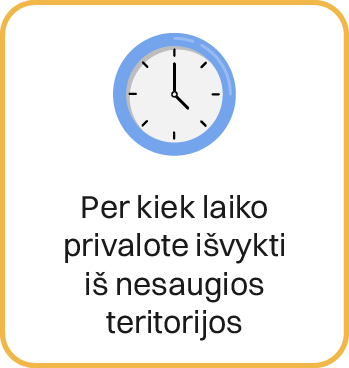 Per kiek laiko
privalote išvykti
iš nesaugios
teritorijos